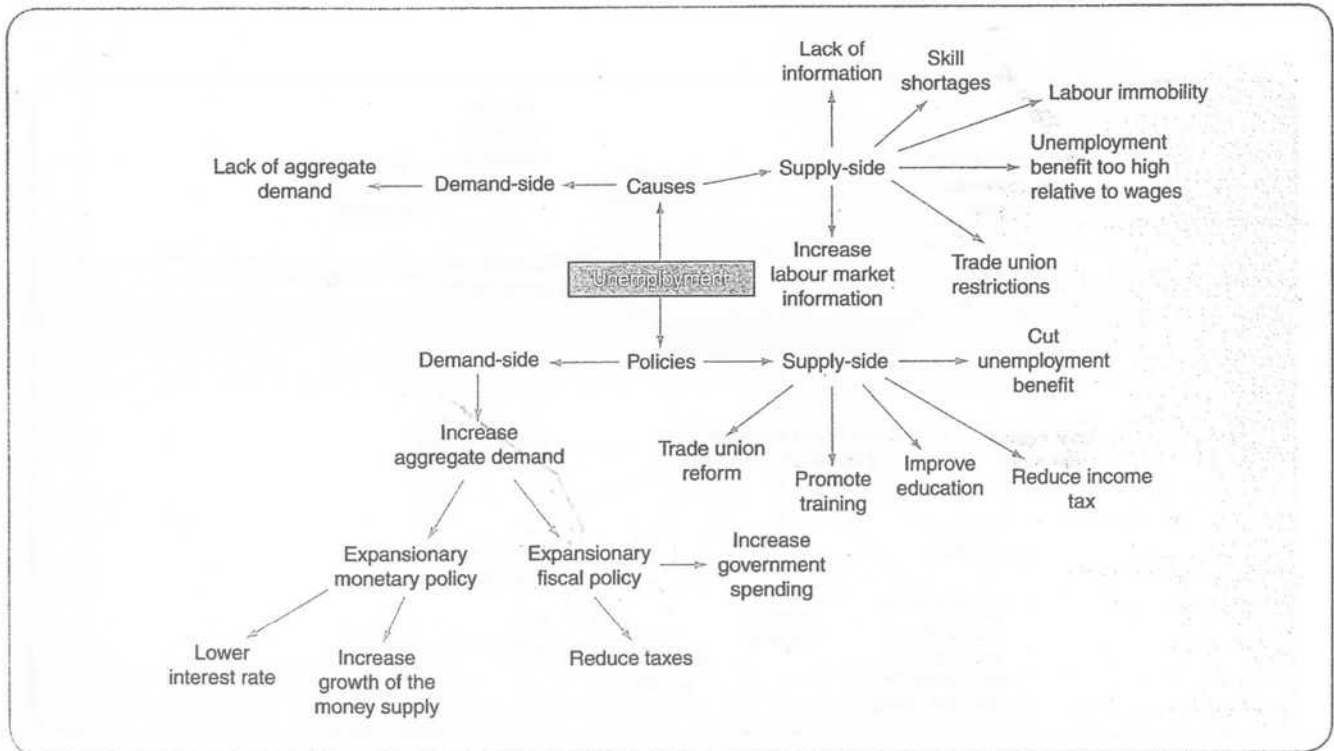 Lack of
information
Skill
shortages
Labour immobility
Lack of aggregate
demand
Demand-side
Causes
Supply-side
Unemployment
benefit too high
relative to wages
Increase
labour market
information
Trade union
restrictions
Unemployment
Demand-side
Policies
Supply-side
Cut
unemployment
benefit
Increase
aggregate demand
Trade union
reform
Promote
training
Improve
education
Reduce income
tax
Expansionary
monetary policy
Expansionary
fiscal policy
Increase
government
spending
Lower
interest rate
Increase
growth of the
money supply
Reduce taxes